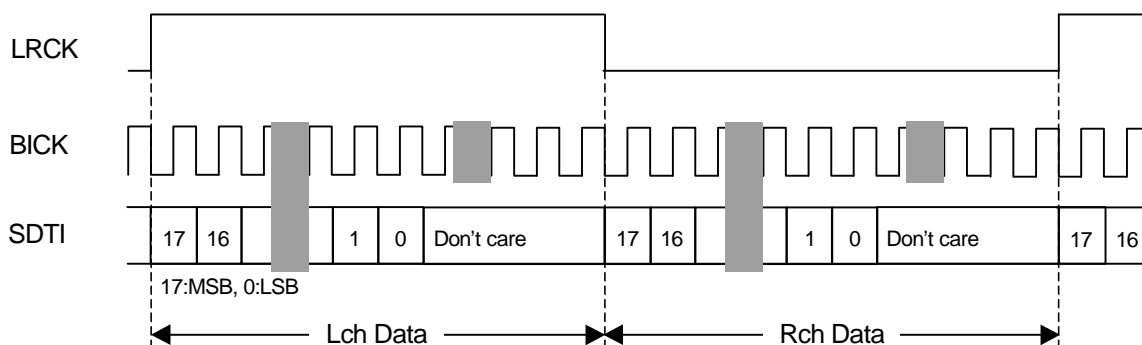 LRCK
BICK
SDTI 17 16 1 0 Don't care 17 16 1 0 Don't care 17 16
17:MSB, 0:LSB
Lch Data Rch Data